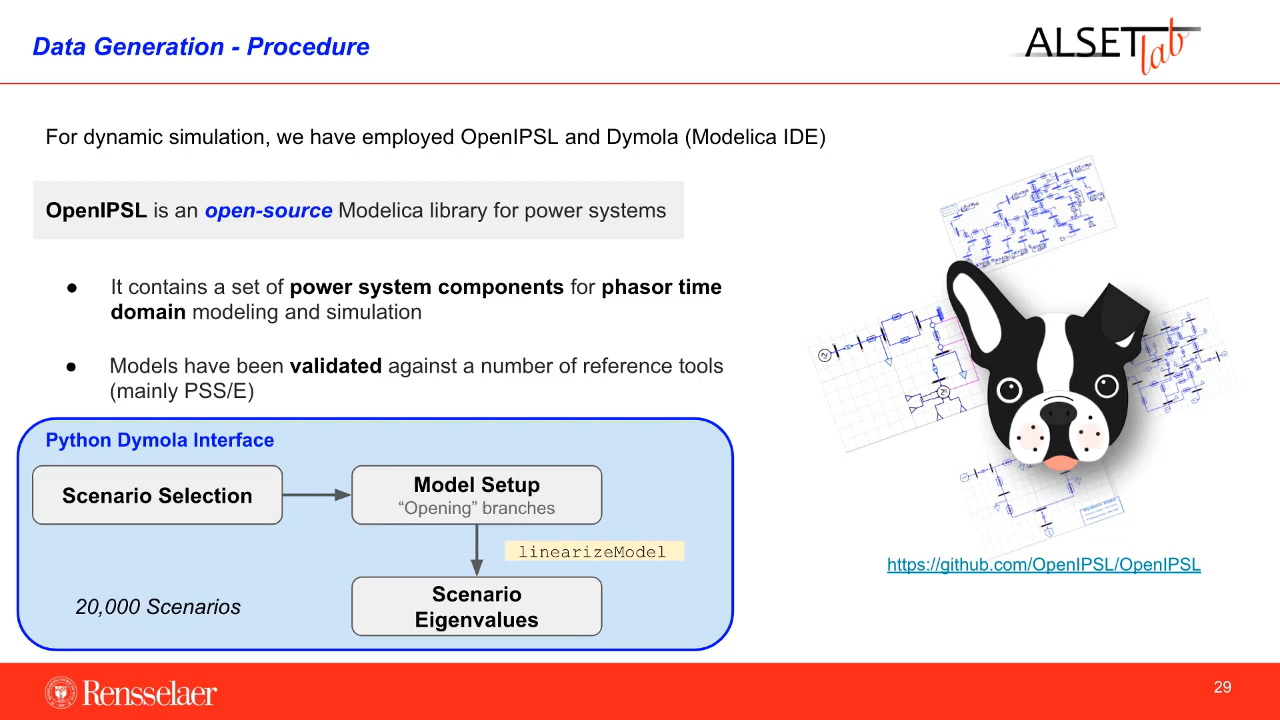 Data Generation - Procedure
ALSET lab
For dynamic simulation, we have employed OpenIPSL and Dymola (Modelica IDE)
OpenIPSL is an open-source Modelica library for power systems
● It contains a set of power system components for phasor time
domain modeling and simulation
● Models have been validated against a number of reference tools
(mainly PSS/E)
Python Dymola Interface
Scenario Selection
Model Setup
“Opening” branches
linearizeModel
Scenario
Eigenvalues
20,000 Scenarios
https://github.com/OpenIPSL/OpenIPSL
Rensselaer
29